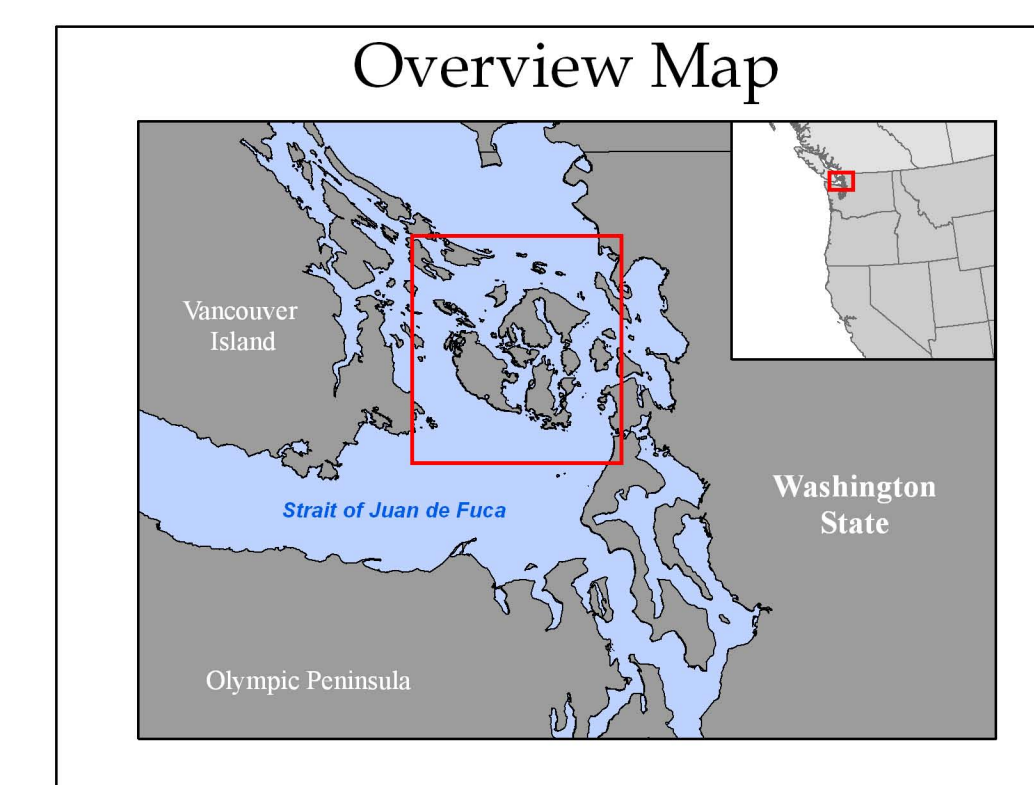 Overview Map
Vancouver
Island
Washington
State
Strait of Juan de Fuca
Olympic Peninsula